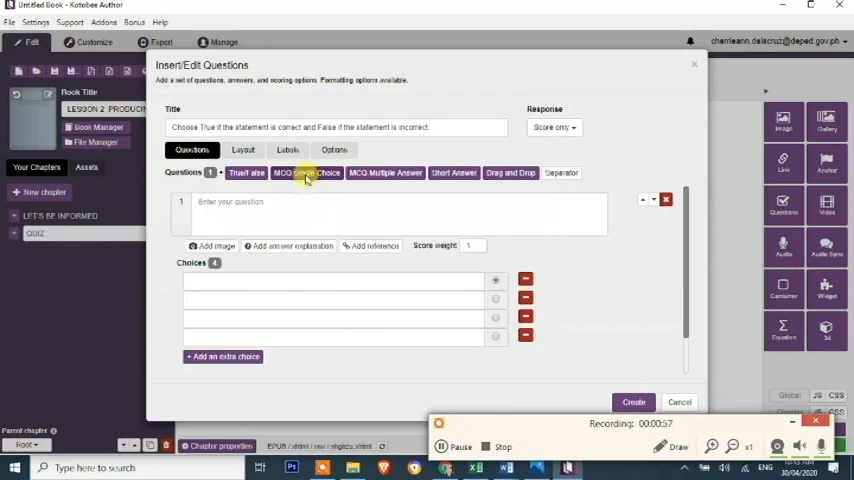 Untitled Book - Kotobee Author
File Settings Support Addons Bonus Help
Edit Customize Export Manage cherrieann.delacruz@deped.gov.ph
Insert/Edit Questions
Add a set of questions, answers, and scoring options. Formatting options available.
Book Title
LESSON 2 PRODUCIN
Book Manager
File Manager
Your Chapters Assets
+ New chapter
LET'S BE INFORMED
QUIZ
Title Response
Choose True if the statement is correct and False if the statement is incorrect. Score only
Questions Layout Labels Options
Questions 1 + True/False MCQ Single Choice MCQ Multiple Answer Short Answer Drag and Drop Separator
1 Enter your question
Add image Add answer explanation Add reference Score weight 1
Choices 4
+ Add an extra choice
Create Cancel
Image Gallery
Link Anchor
Questions Video
Audio Audio Sync
Container Widget
Equation 3d
Global JS CSS
JS CSS
Parent chapter
Root
Chapter properties
Recording: 00:00:57
Pause Stop Draw x1
Type here to search
ENG
30/04/2020